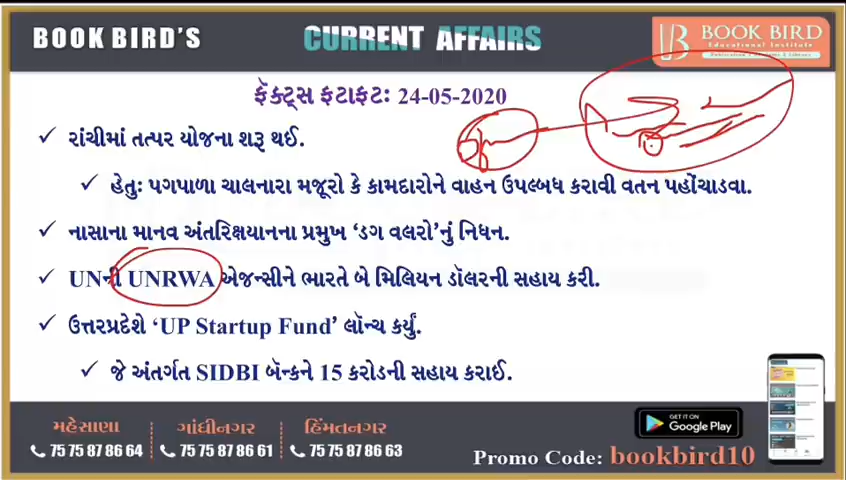 BOOK BIRD'S
CURRENT AFFAIRS
BOOK BIRD
Educational Institute
ફૅક્ટ્સ ફટાફટઃ 24-05-2020
✓ રાંચીમાં તત્પર યોજના શરૂ થઈ.
✓ હેતુઃ પગપાળા ચાલનારા મજૂરો કે કામદારોને વાહન ઉપલબ્ધ કરાવી વતન પહોંચાડવા.
✓ નાસાના માનવ અંતરિક્ષયાનના પ્રમુખ ‘ડગ વલરો’નું નિધન.
✓ UNની UNRWA એજન્સીને ભારતે બે મિલિયન ડૉલરની સહાય કરી.
✓ ઉત્તરપ્રદેશે ‘UP Startup Fund’ લૉન્ચ કર્યું.
✓ જે અંતર્ગત SIDBI બૅન્કને 15 કરોડની સહાય કરાઈ.
મહેસાણા ગાંધીનગર હિંમતનગર
75 75 87 86 64 75 75 87 86 61 75 75 87 86 63
GET IT ON
Google Play
Promo Code: bookbird10